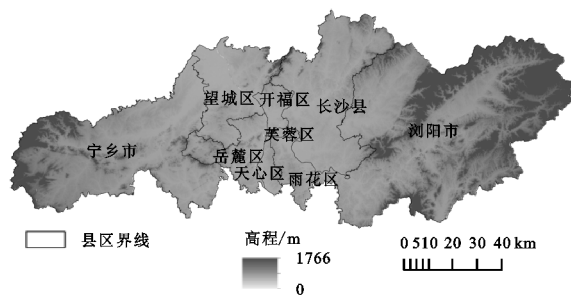 望城区 开福区 长沙县
芙蓉区 浏阳市
宁乡市 岳麓区
天心区 雨花区
县区界线 高程/m
1766
0
0 5 10 20 30 40 km